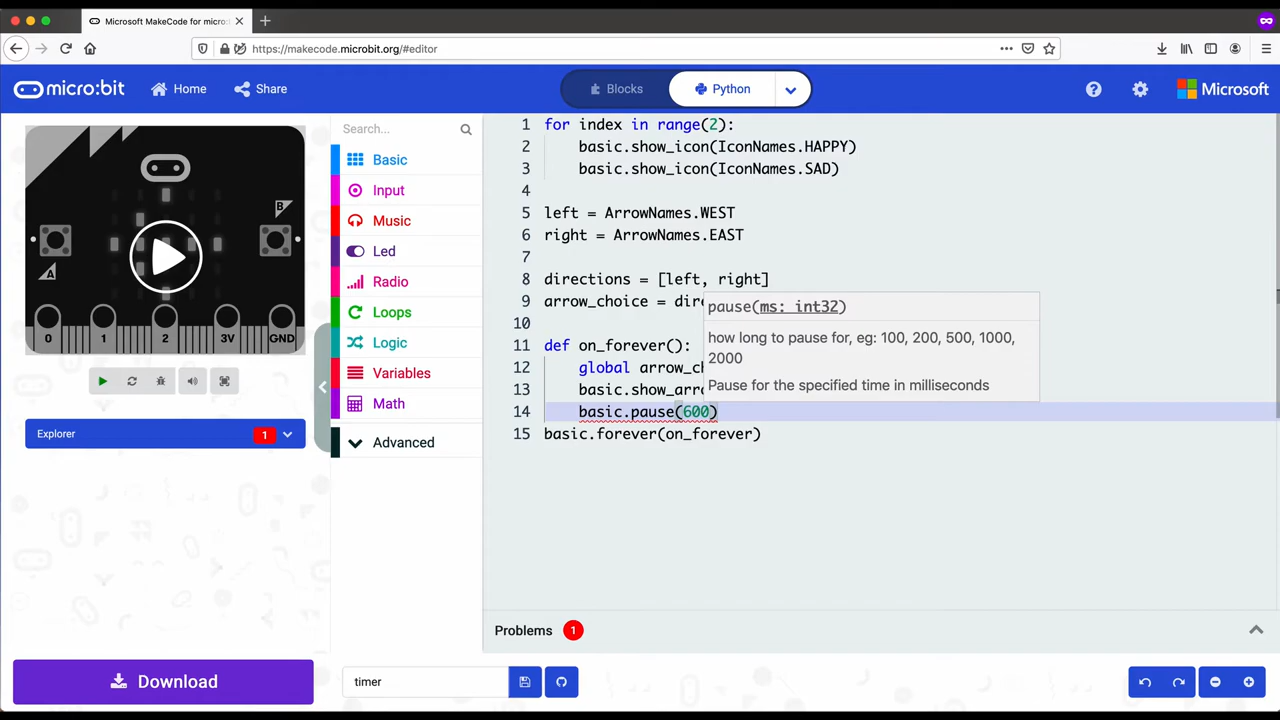 Microsoft MakeCode for micro:
https://makecode.microbit.org/#editor
micro:bit
Home
Share
Blocks
Python
Microsoft
A
B
0 1 2 3V GND
Explorer 1
Download
Search...
Basic
Input
Music
Led
Radio
Loops
Logic
Variables
Math
Advanced
1 for index in range(2):
2 basic.show_icon(IconNames.HAPPY)
3 basic.show_icon(IconNames.SAD)
4
5 left = ArrowNames.WEST
6 right = ArrowNames.EAST
7
8 directions = [left, right]
9 arrow_choice = dir
10
11 def on_forever():
12 global arrow_ch
13 basic.show_arr
14 basic.pause(600)
15 basic.forever(on_forever)
pause(ms: int32)
how long to pause for, eg: 100, 200, 500, 1000,
2000
Pause for the specified time in milliseconds
Problems 1
timer